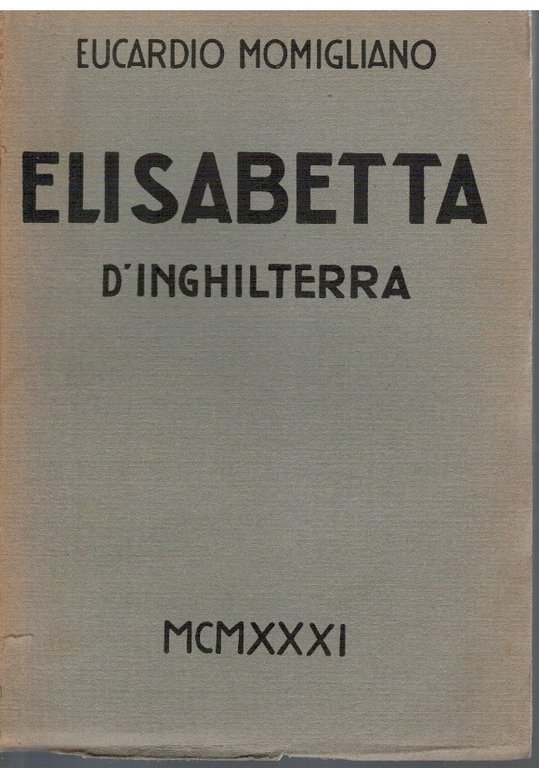 EUCARDIO MOMIGLIANO
ELISABETTA
D'INGHILTERRA
MCMXXXI